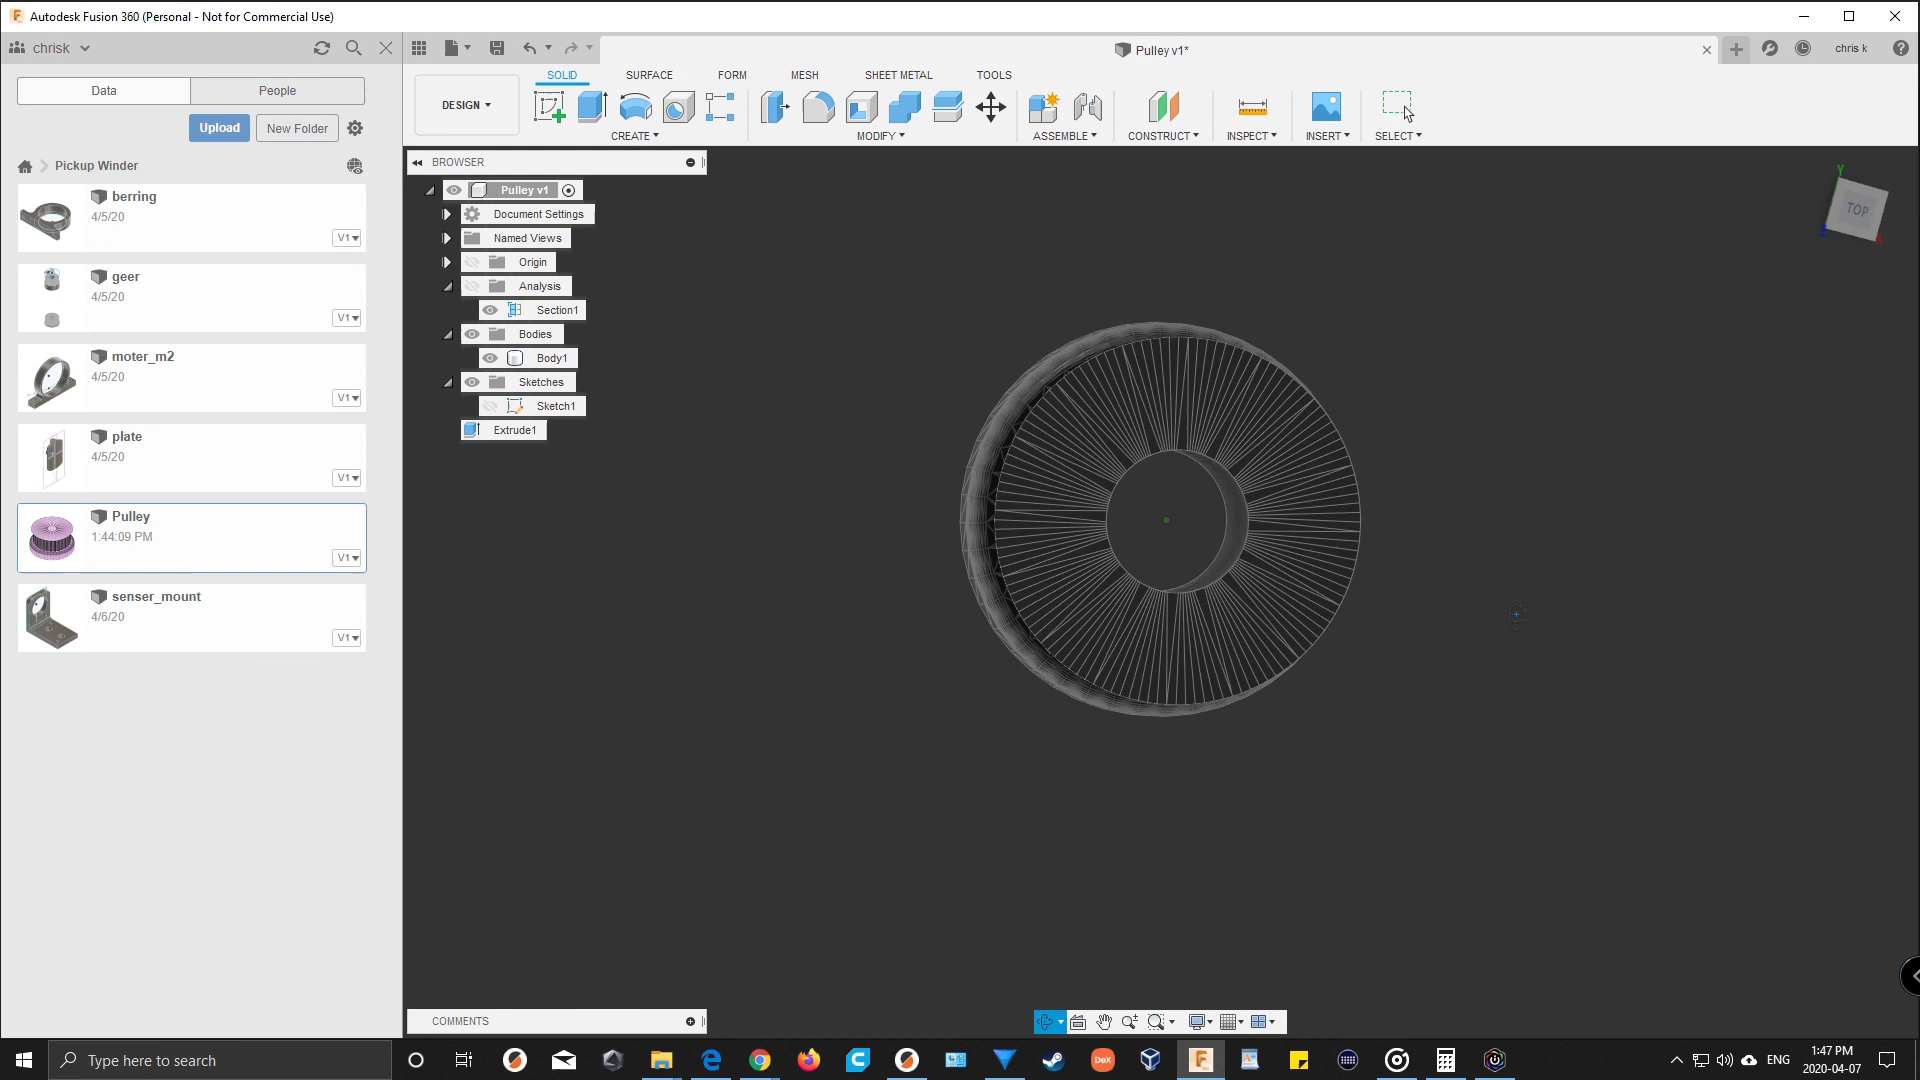 Autodesk Fusion 360 (Personal - Not for Commercial Use)
chrisk
Pulley v1*
chris k
Data
People
SOLID
SURFACE
FORM
MESH
SHEET METAL
TOOLS
DESIGN
Upload
New Folder
CREATE
MODIFY
ASSEMBLE
CONSTRUCT
INSPECT
INSERT
SELECT
Pickup Winder
BROWSER
berring
4/5/20
V1
geer
4/5/20
V1
moter_m2
4/5/20
V1
plate
4/5/20
V1
Pulley
1:44:09 PM
V1
senser_mount
4/6/20
V1
Pulley v1
Document Settings
Named Views
Origin
Analysis
Section1
Bodies
Body1
Sketches
Sketch1
Extrude1
Y
TOP
Z
X
COMMENTS
Type here to search
DeX
ENG
1:47 PM
2020-04-07